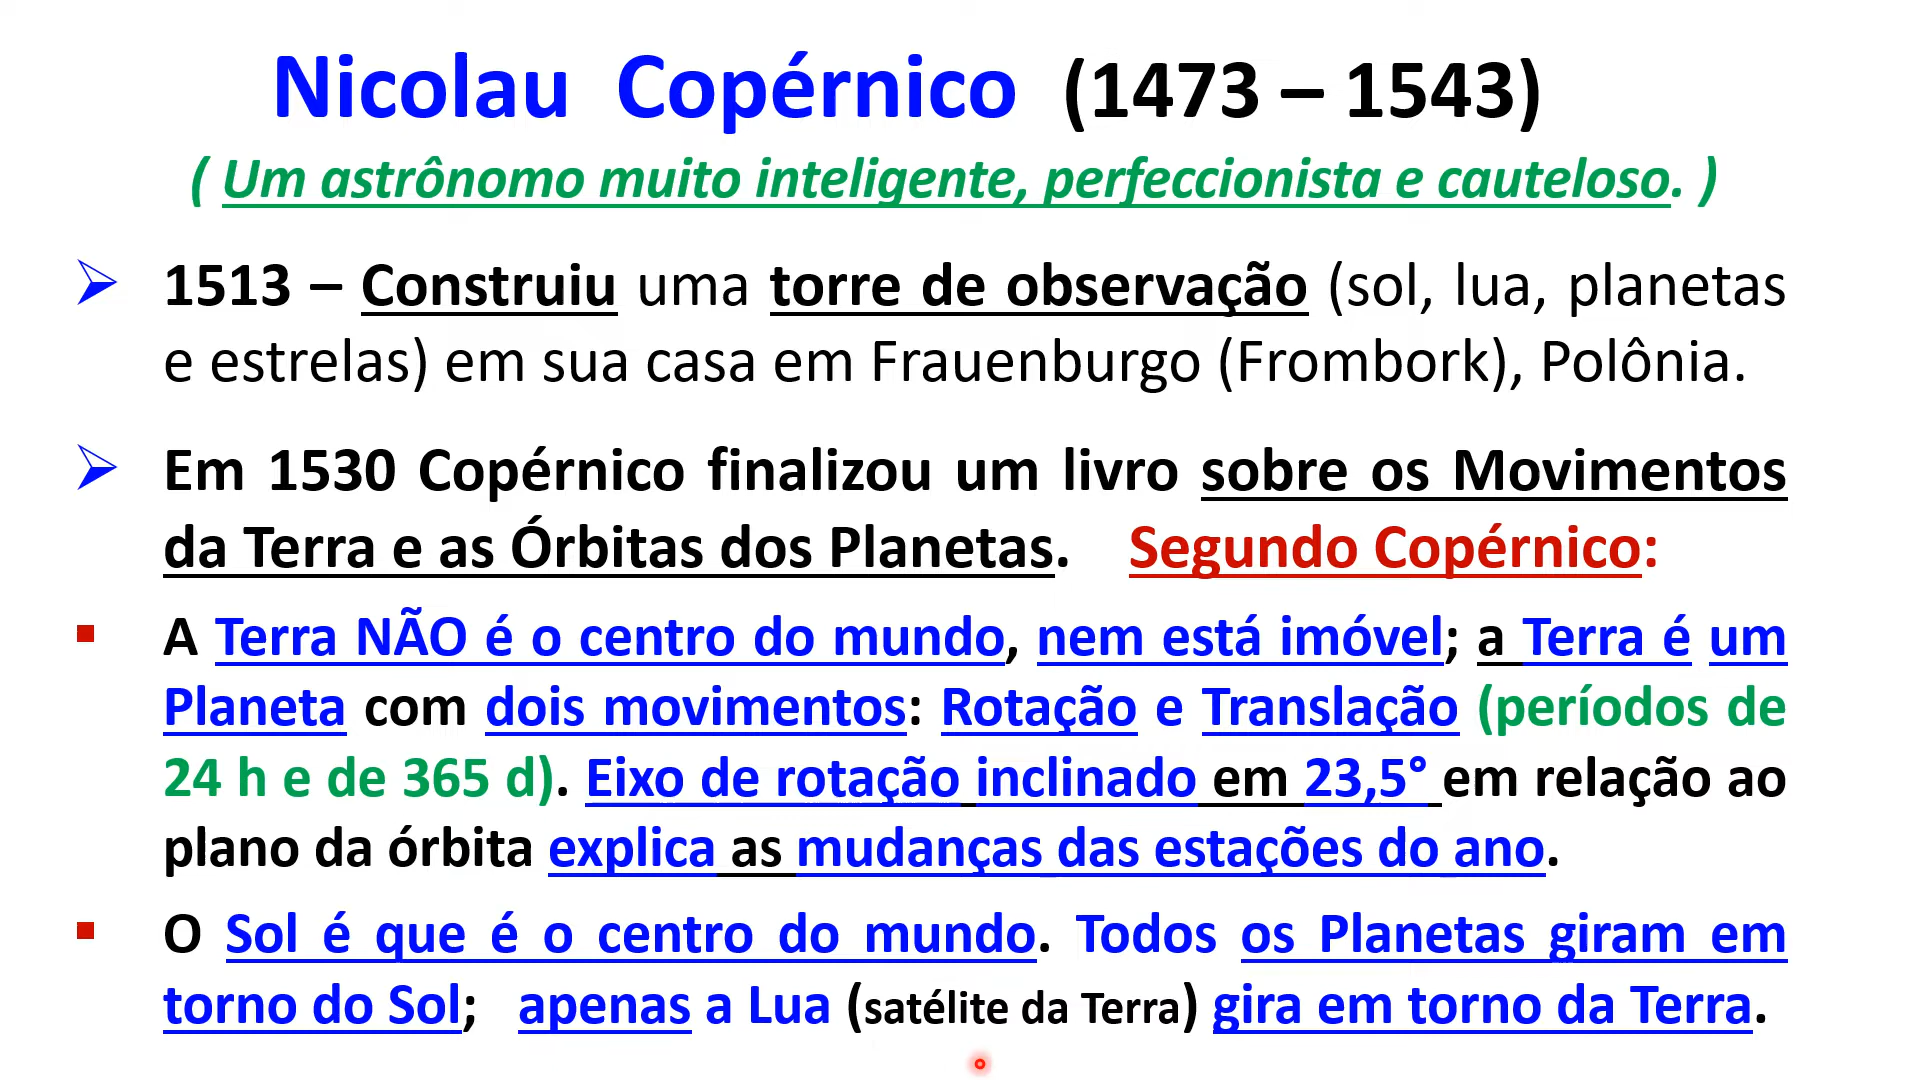 Nicolau Copérnico (1473 – 1543)
( Um astrônomo muito inteligente, perfeccionista e cauteloso. )
1513 – Construiu uma torre de observação (sol, lua, planetas
e estrelas) em sua casa em Frauenburgo (Frombork), Polônia.
Em 1530 Copérnico finalizou um livro sobre os Movimentos
da Terra e as Órbitas dos Planetas. Segundo Copérnico:
A Terra NÃO é o centro do mundo, nem está imóvel; a Terra é um
Planeta com dois movimentos: Rotação e Translação (períodos de
24 h e de 365 d). Eixo de rotação inclinado em 23,5° em relação ao
plano da órbita explica as mudanças das estações do ano.
O Sol é que é o centro do mundo. Todos os Planetas giram em
torno do Sol; apenas a Lua (satélite da Terra) gira em torno da Terra.